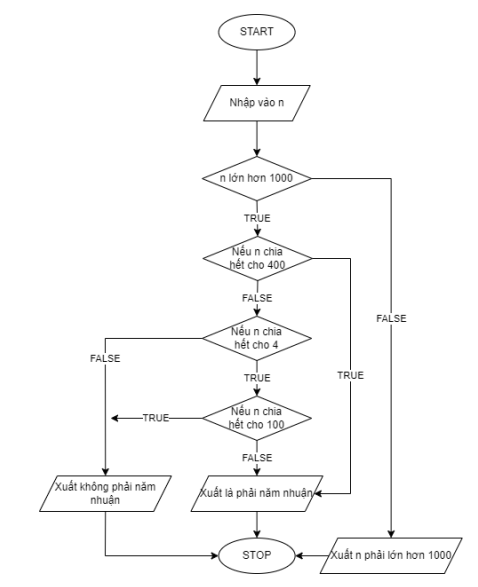 START
Nhập vào n
n lớn hơn 1000
TRUE
Nếu n chia
hết cho 400
FALSE
FALSE
Nếu n chia
hết cho 4
FALSE
TRUE
TRUE
Nếu n chia
hết cho 100
TRUE
FALSE
Xuất không phải năm
nhuận
Xuất là phải năm nhuận
STOP
Xuất n phải lớn hơn 1000